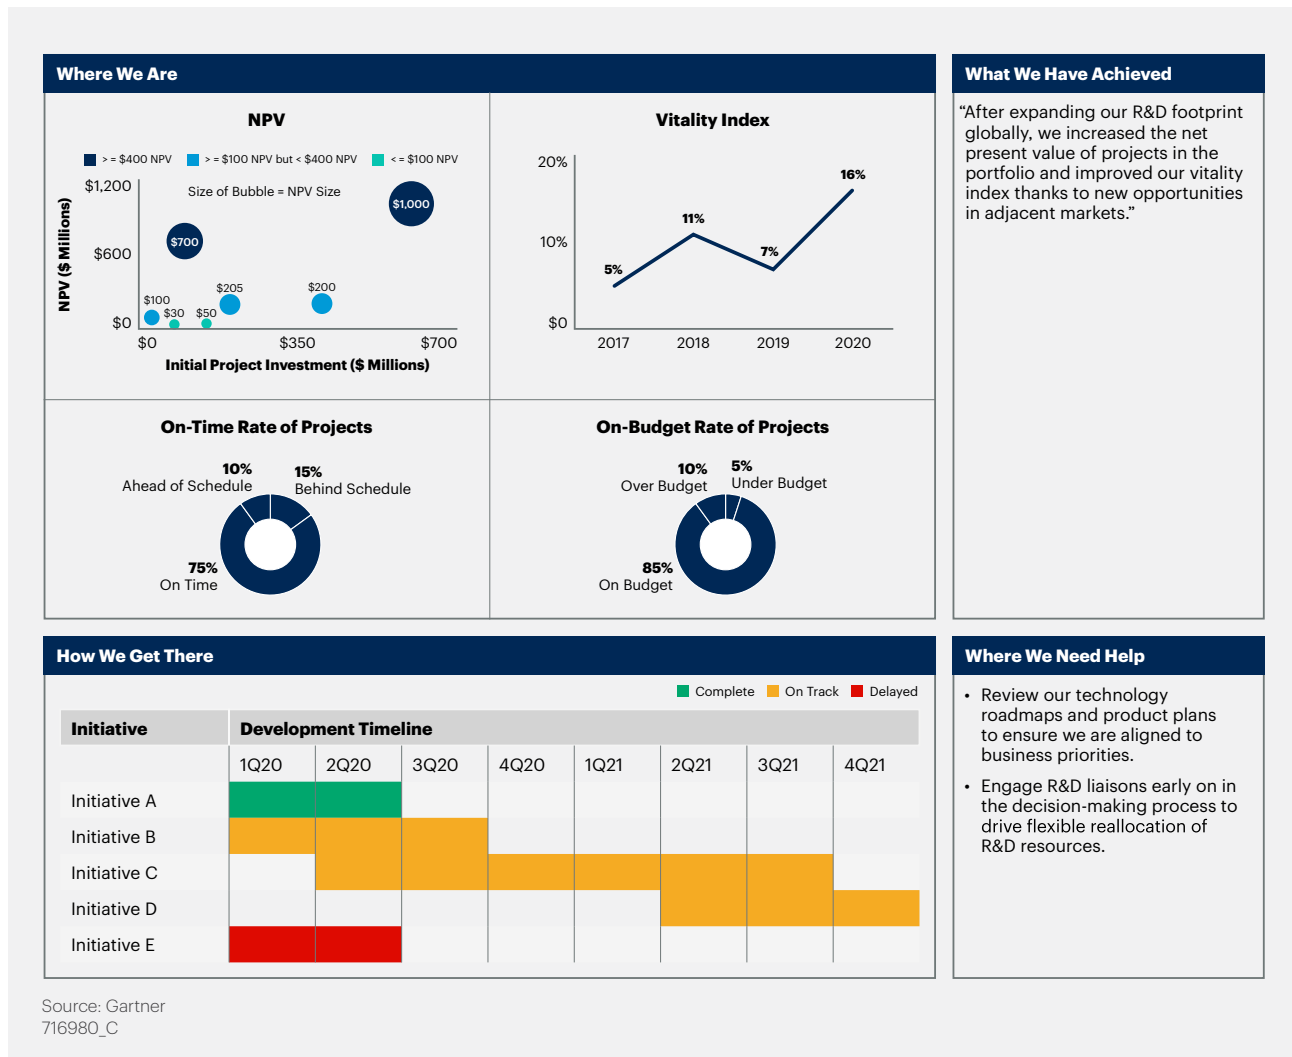 Where We Are
NPV
> = $400 NPV
> = $100 NPV but < $400 NPV
< = $100 NPV
Size of Bubble = NPV Size
NPV ($ Millions)
$1,200
$600
$0
$1,000
$700
$100
$30
$50
$205
$200
$0
$350
$700
Initial Project Investment ($ Millions)
Vitality Index
20%
10%
$0
5%
11%
7%
16%
2017
2018
2019
2020
On-Time Rate of Projects
10%
Ahead of Schedule
15%
Behind Schedule
75%
On Time
On-Budget Rate of Projects
10%
Over Budget
5%
Under Budget
85%
On Budget
What We Have Achieved
“After expanding our R&D footprint
globally, we increased the net
present value of projects in the
portfolio and improved our vitality
index thanks to new opportunities
in adjacent markets.”
How We Get There
Complete
On Track
Delayed
Initiative
Development Timeline
1Q20
2Q20
3Q20
4Q20
1Q21
2Q21
3Q21
4Q21
Initiative A
Initiative B
Initiative C
Initiative D
Initiative E
Where We Need Help
• Review our technology
roadmaps and product plans
to ensure we are aligned to
business priorities.
• Engage R&D liaisons early on in
the decision-making process to
drive flexible reallocation of
R&D resources.
Source: Gartner
716980_C